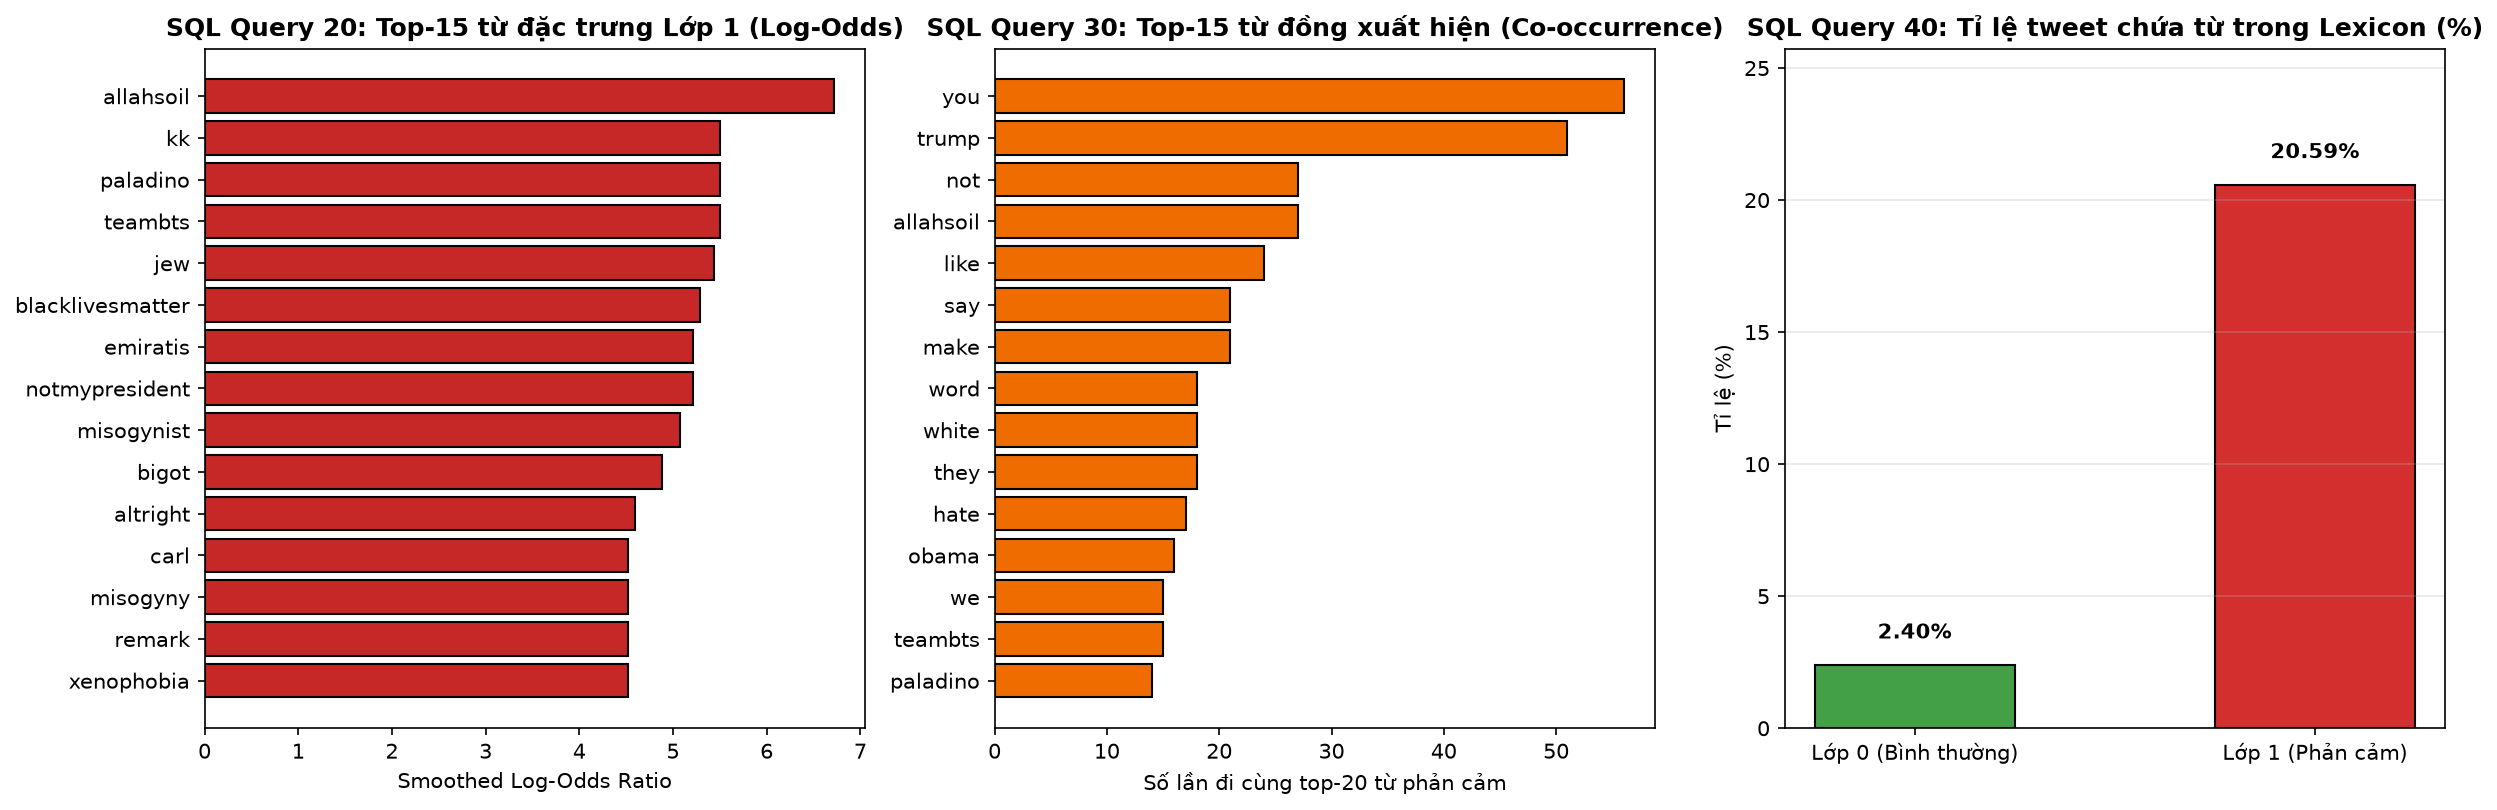 SQL Query 20: Top-15 từ đặc trưng Lớp 1 (Log-Odds)
allahsoil
kk
paladino
teambts
jew
blacklivesmatter
emiratis
notmypresident
misogynist
bigot
altright
carl
misogyny
remark
xenophobia
0 1 2 3 4 5 6 7
Smoothed Log-Odds Ratio
SQL Query 30: Top-15 từ đồng xuất hiện (Co-occurrence)
you
trump
not
allahsoil
like
say
make
word
white
they
hate
obama
we
teambts
paladino
0 10 20 30 40 50
Số lần đi cùng top-20 từ phản cảm
SQL Query 40: Tỉ lệ tweet chứa từ trong Lexicon (%)
Tỉ lệ (%)
25
20
15
10
5
0
2.40%
20.59%
Lớp 0 (Bình thường) Lớp 1 (Phản cảm)